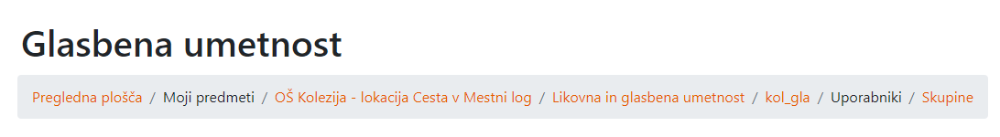 Glasbena umetnost
Pregledna plošča / Moji predmeti / OŠ Kolezija - lokacija Cesta v Mestni log / Likovna in glasbena umetnost / kol_gla / Uporabniki / Skupine